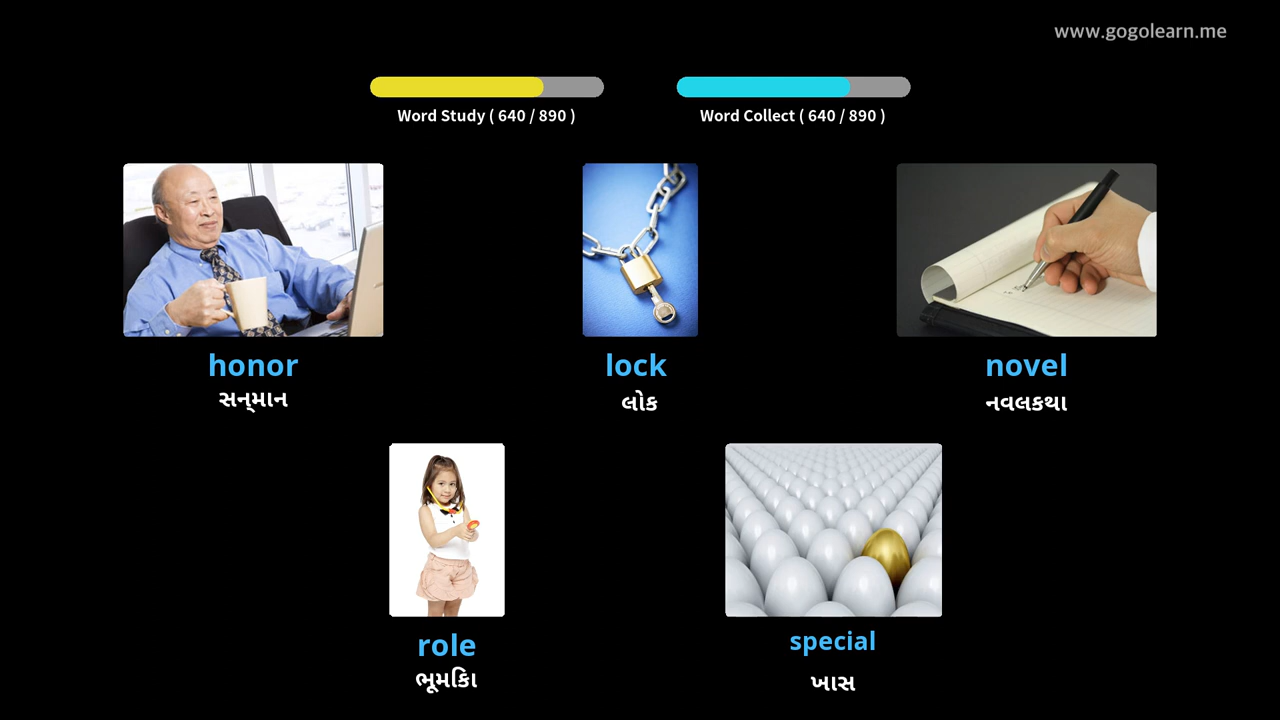 www.gogolearn.me
Word Study ( 640 / 890 )
Word Collect ( 640 / 890 )
honor
સન્માન
lock
લોક
novel
નવલકથા
role
ભૂમિકા
special
ખાસ